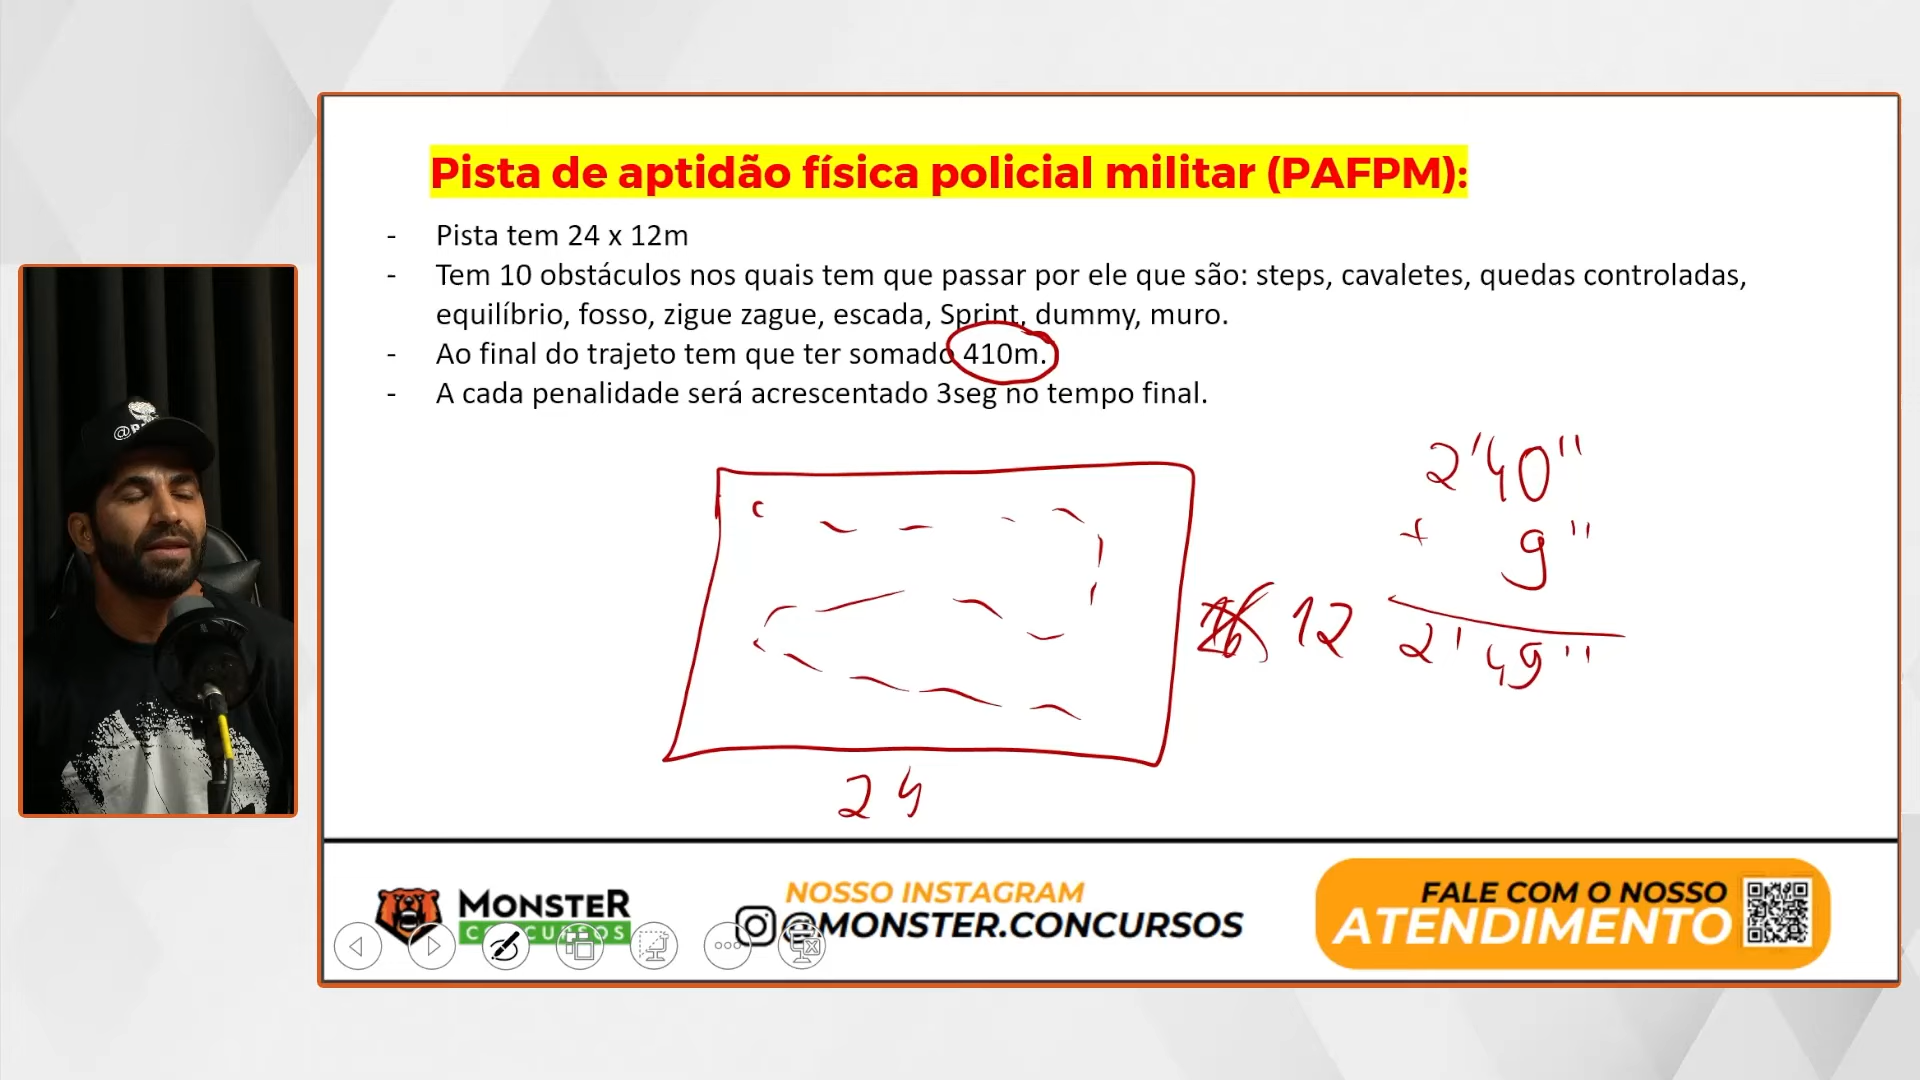 Pista de aptidão física policial militar (PAFPM):
- Pista tem 24 x 12m
- Tem 10 obstáculos nos quais tem que passar por ele que são: steps, cavaletes, quedas controladas,
equilíbrio, fosso, zigue zague, escada, Sprint, dummy, muro.
- Ao final do trajeto tem que ter somado 410m.
- A cada penalidade será acrescentado 3seg no tempo final.
2'40"
+ 9"
2'49"
12
24
MONSTER
CONCURSOS
NOSSO INSTAGRAM
@MONSTER.CONCURSOS
FALE COM O NOSSO
ATENDIMENTO